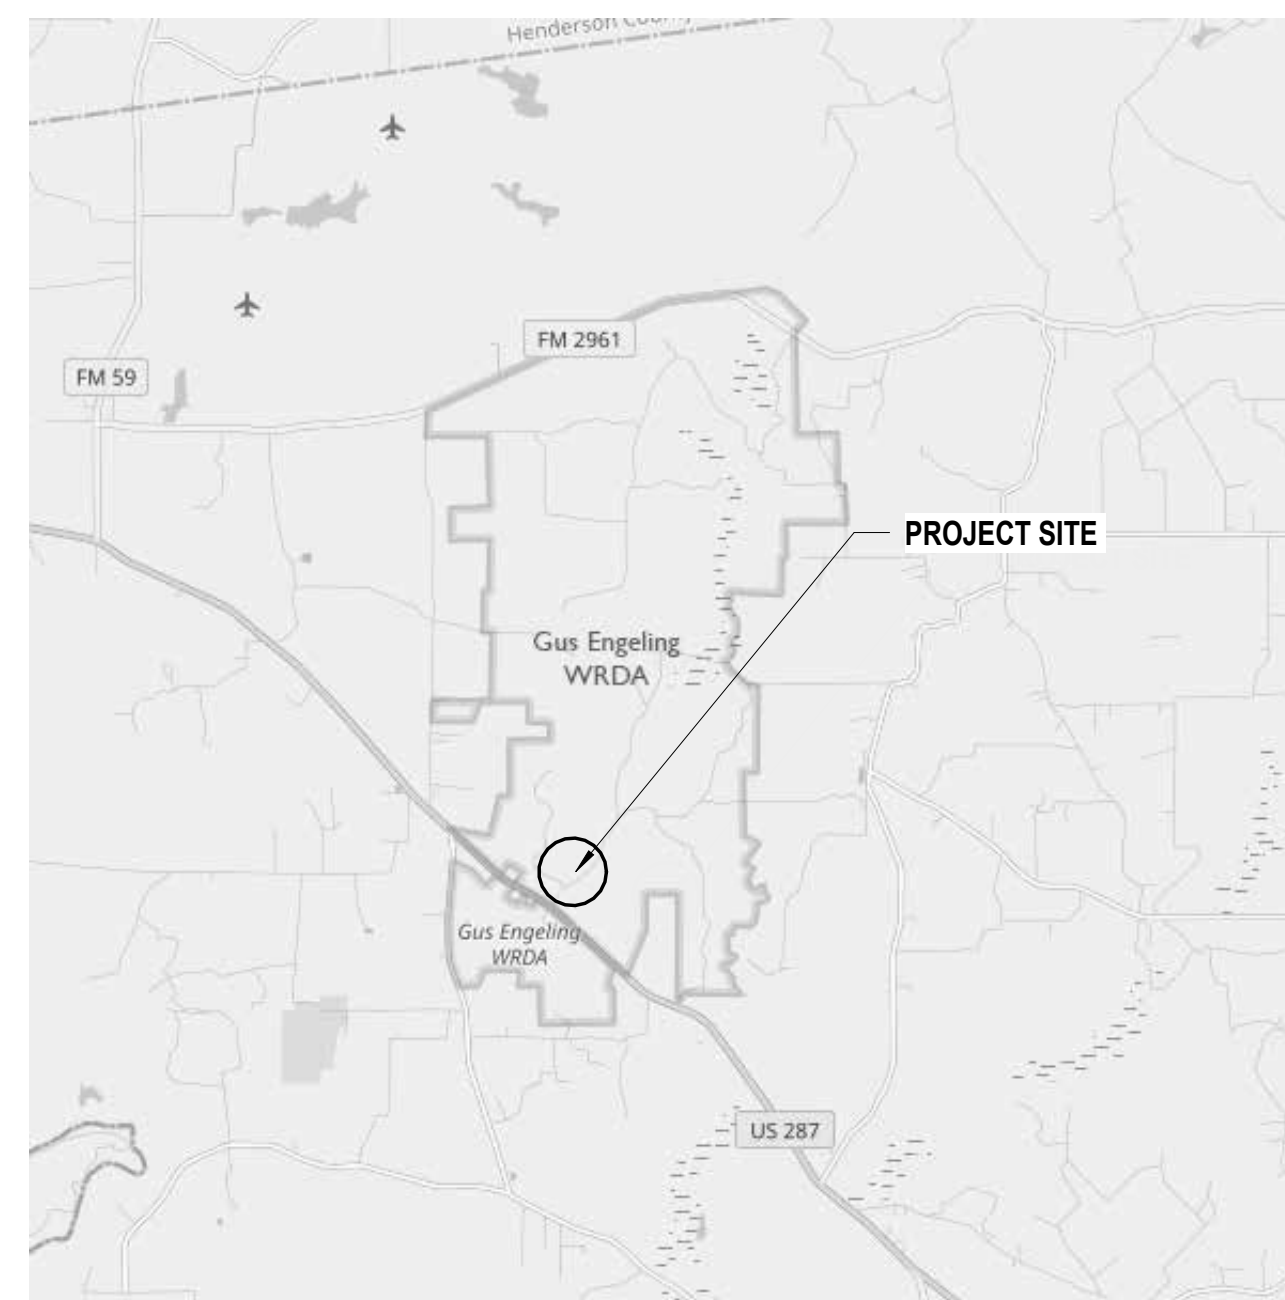 Henderson County
FM 2961
FM 59
PROJECT SITE
Gus Engeling
WRDA
Gus Engeling
WRDA
US 287